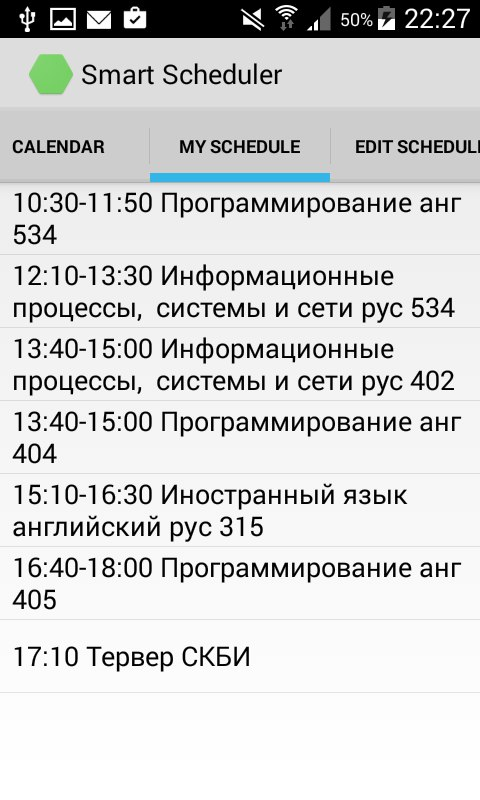 50% 22:27
Smart Scheduler
CALENDAR MY SCHEDULE EDIT SCHEDUL
10:30-11:50 Программирование анг
534
12:10-13:30 Информационные
процессы, системы и сети рус 534
13:40-15:00 Информационные
процессы, системы и сети рус 402
13:40-15:00 Программирование анг
404
15:10-16:30 Иностранный язык
английский рус 315
16:40-18:00 Программирование анг
405
17:10 Тервер СКБИ